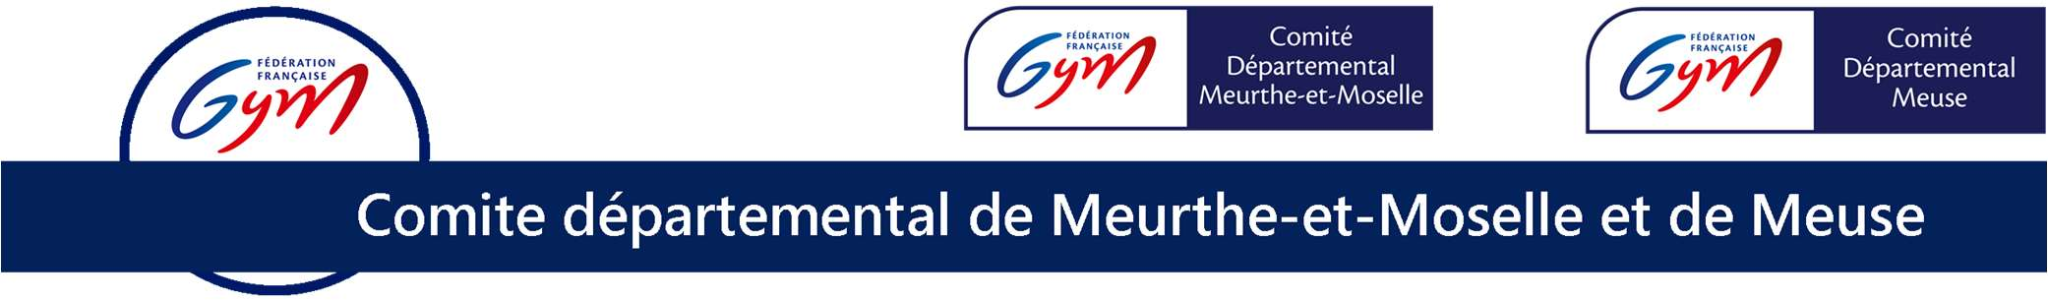 FÉDÉRATION
FRANÇAISE
Gym
FÉDÉRATION
FRANÇAISE
Gym
Comité
Départemental
Meurthe-et-Moselle
FÉDÉRATION
FRANÇAISE
Gym
Comité
Départemental
Meuse
Comite départemental de Meurthe-et-Moselle et de Meuse